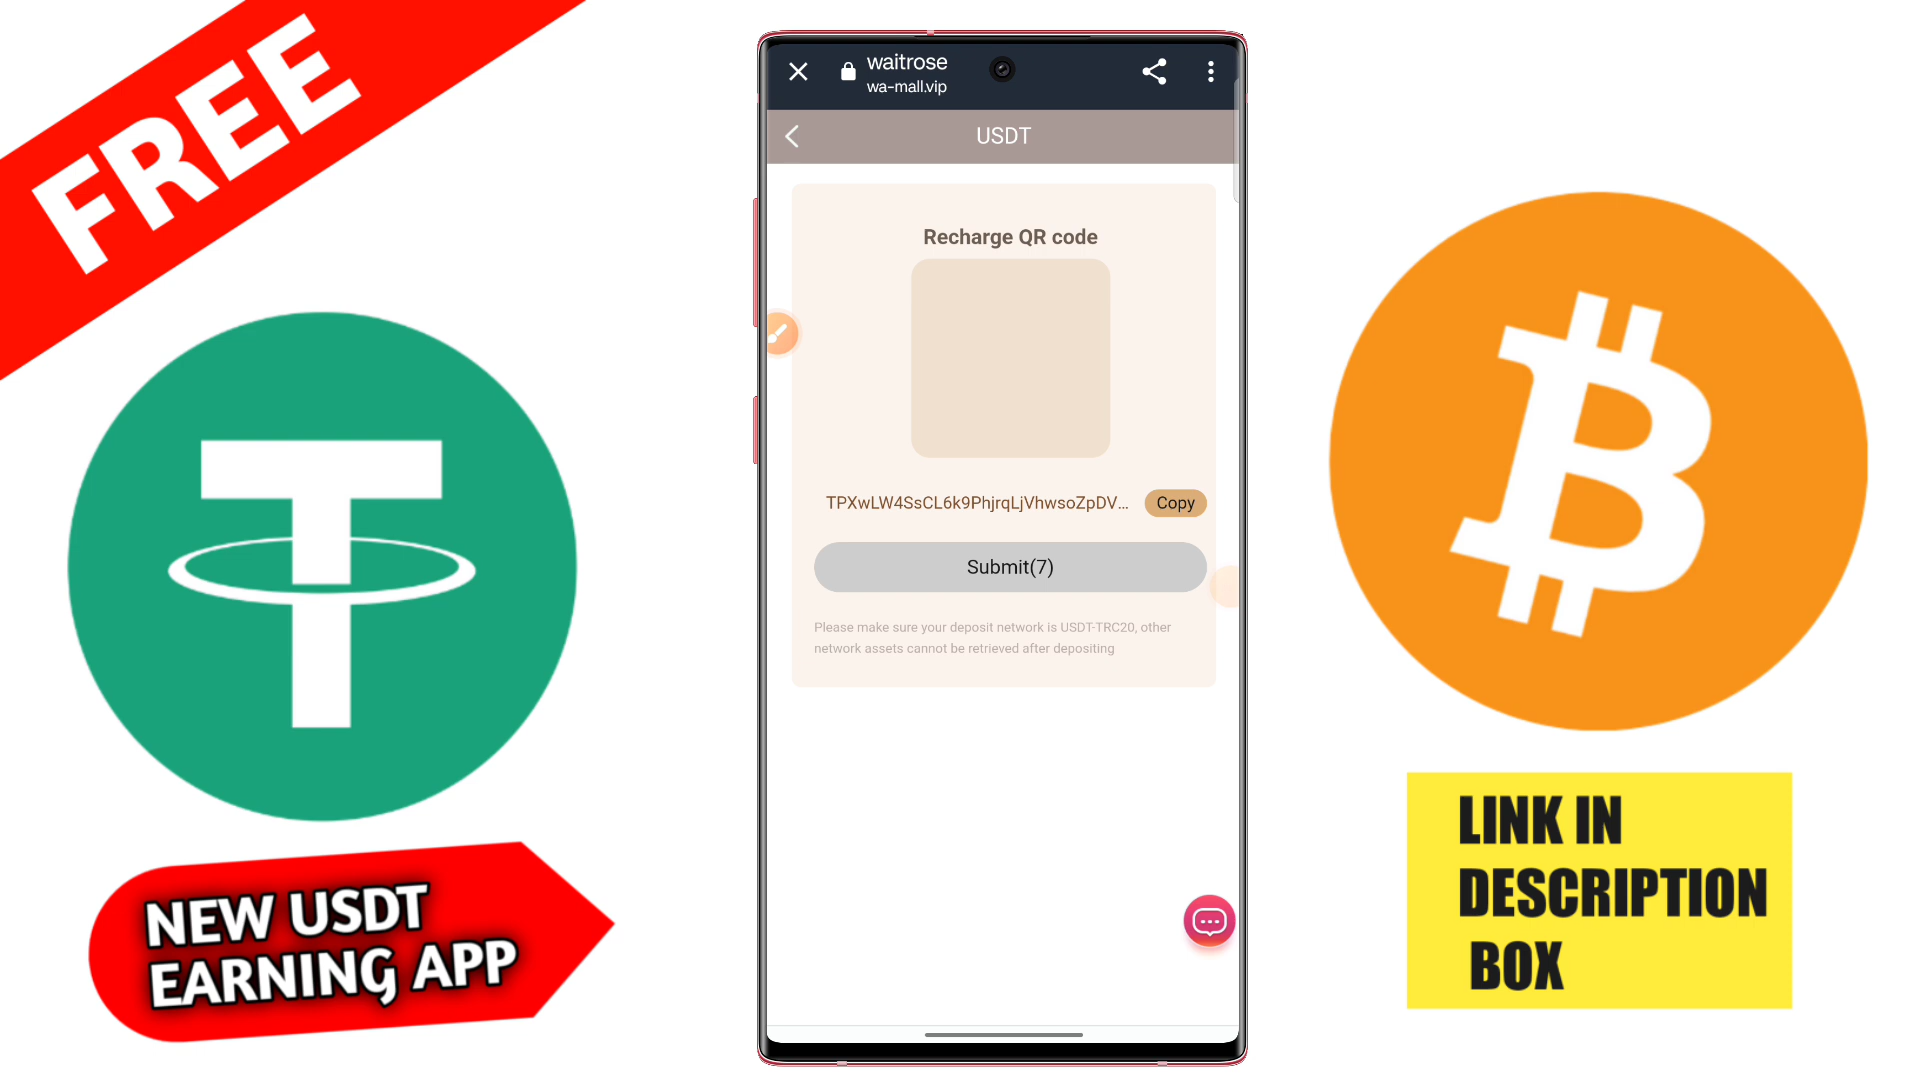 FREE
waitrose
wa-mall.vip
USDT
Recharge QR code
TPXwLW4SsCL6k9PhjrqLjVhwsoZpDV...
Copy
Submit(7)
Please make sure your deposit network is USDT-TRC20, other
network assets cannot be retrieved after depositing
NEW USDT
EARNING APP
LINK IN
DESCRIPTION
BOX